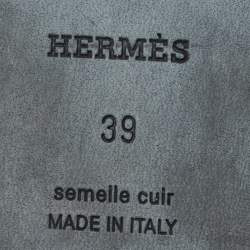 HERMÈS
39
semelle cuir
MADE IN ITALY